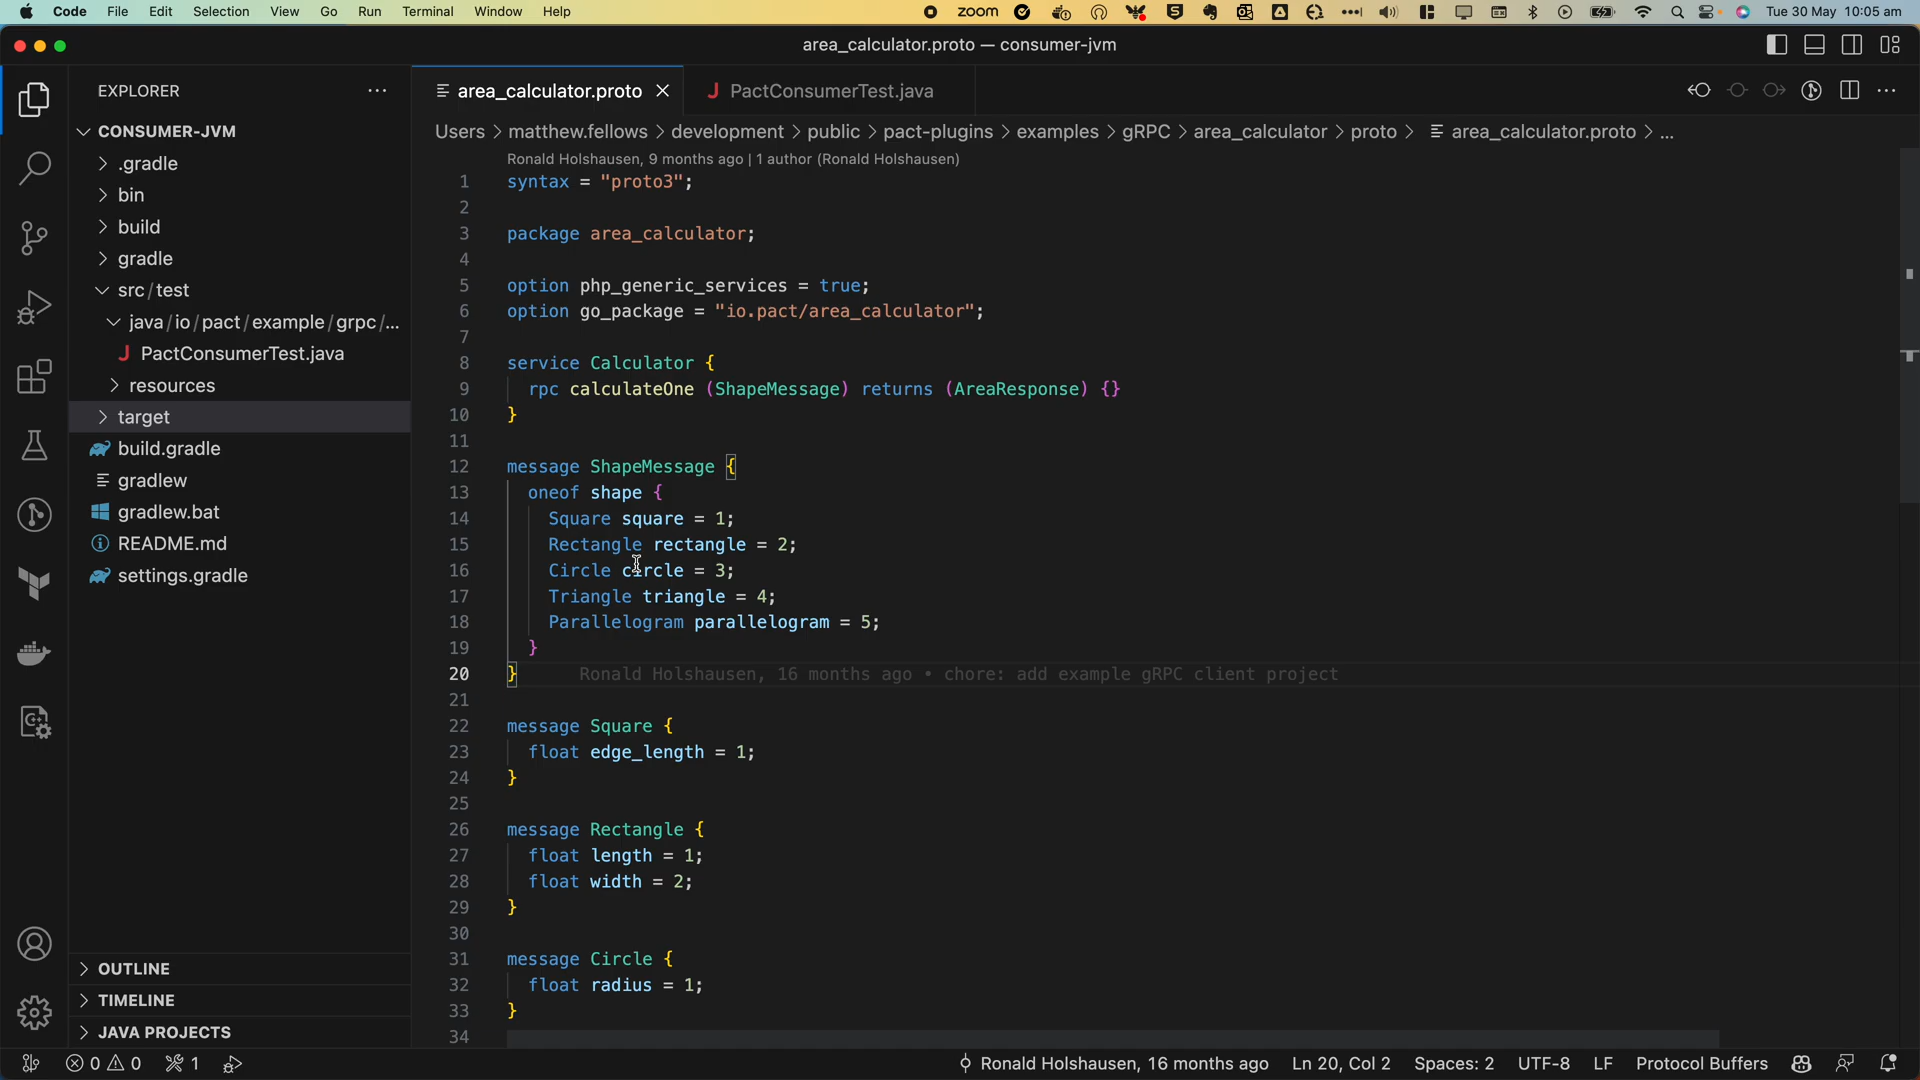 Code File Edit Selection View Go Run Terminal Window Help zoom Tue 30 May 10:05 am
area_calculator.proto — consumer-jvm
EXPLORER
area_calculator.proto
PactConsumerTest.java
CONSUMER-JVM
.gradle
bin
build
gradle
src/test
java/io/pact/example/grpc/...
PactConsumerTest.java
resources
target
build.gradle
gradlew
gradlew.bat
README.md
settings.gradle
OUTLINE
TIMELINE
JAVA PROJECTS
Users > matthew.fellows > development > public > pact-plugins > examples > gRPC > area_calculator > proto > area_calculator.proto > ...
Ronald Holshausen, 9 months ago | 1 author (Ronald Holshausen)
1 syntax = "proto3";
2
3 package area_calculator;
4
5 option php_generic_services = true;
6 option go_package = "io.pact/area_calculator";
7
8 service Calculator {
9 rpc calculateOne (ShapeMessage) returns (AreaResponse) {}
10 }
11
12 message ShapeMessage {
13 oneof shape {
14 Square square = 1;
15 Rectangle rectangle = 2;
16 Circle circle = 3;
17 Triangle triangle = 4;
18 Parallelogram parallelogram = 5;
19 }
20 } Ronald Holshausen, 16 months ago • chore: add example gRPC client project
21
22 message Square {
23 float edge_length = 1;
24 }
25
26 message Rectangle {
27 float length = 1;
28 float width = 2;
29 }
30
31 message Circle {
32 float radius = 1;
33 }
34
0 0 1 Ronald Holshausen, 16 months ago Ln 20, Col 2 Spaces: 2 UTF-8 LF Protocol Buffers